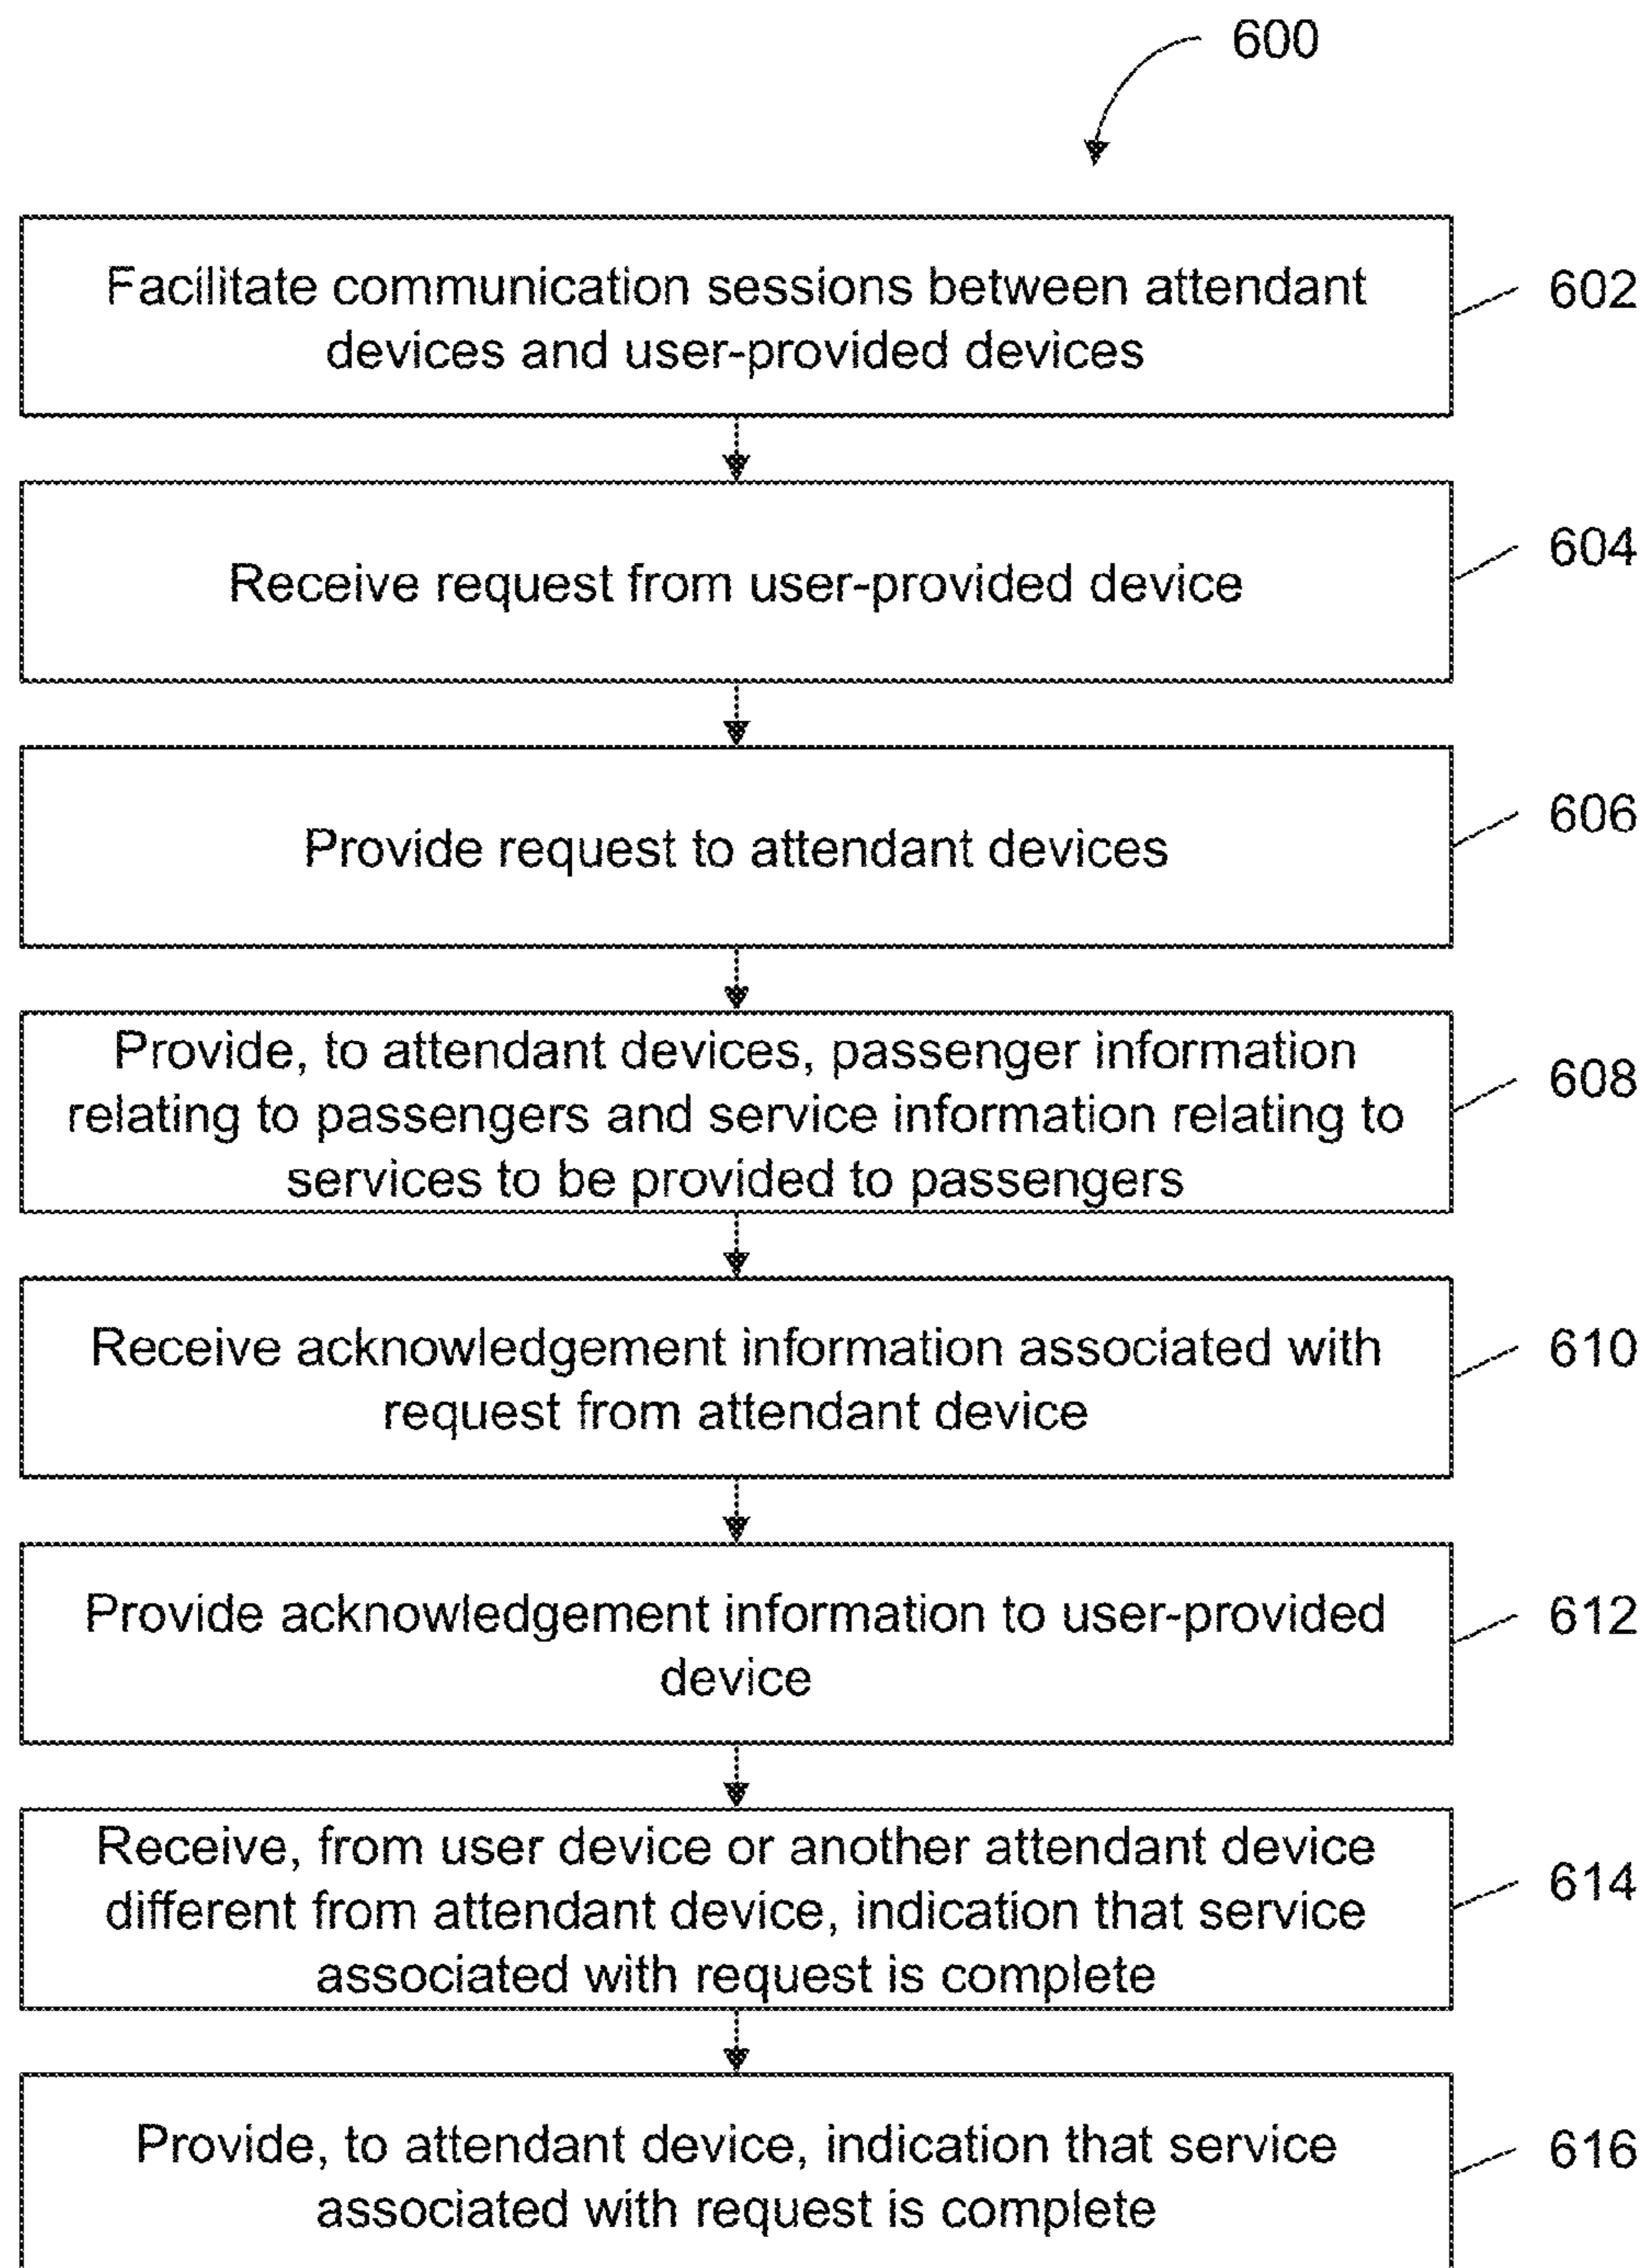 600
Facilitate communication sessions between attendant
devices and user-provided devices
602
Receive request from user-provided device
604
Provide request to attendant devices
606
Provide, to attendant devices, passenger information
relating to passengers and service information relating to
services to be provided to passengers
608
Receive acknowledgement information associated with
request from attendant device
610
Provide acknowledgement information to user-provided
device
612
Receive, from user device or another attendant device
different from attendant device, indication that service
associated with request is complete
614
Provide, to attendant device, indication that service
associated with request is complete
616